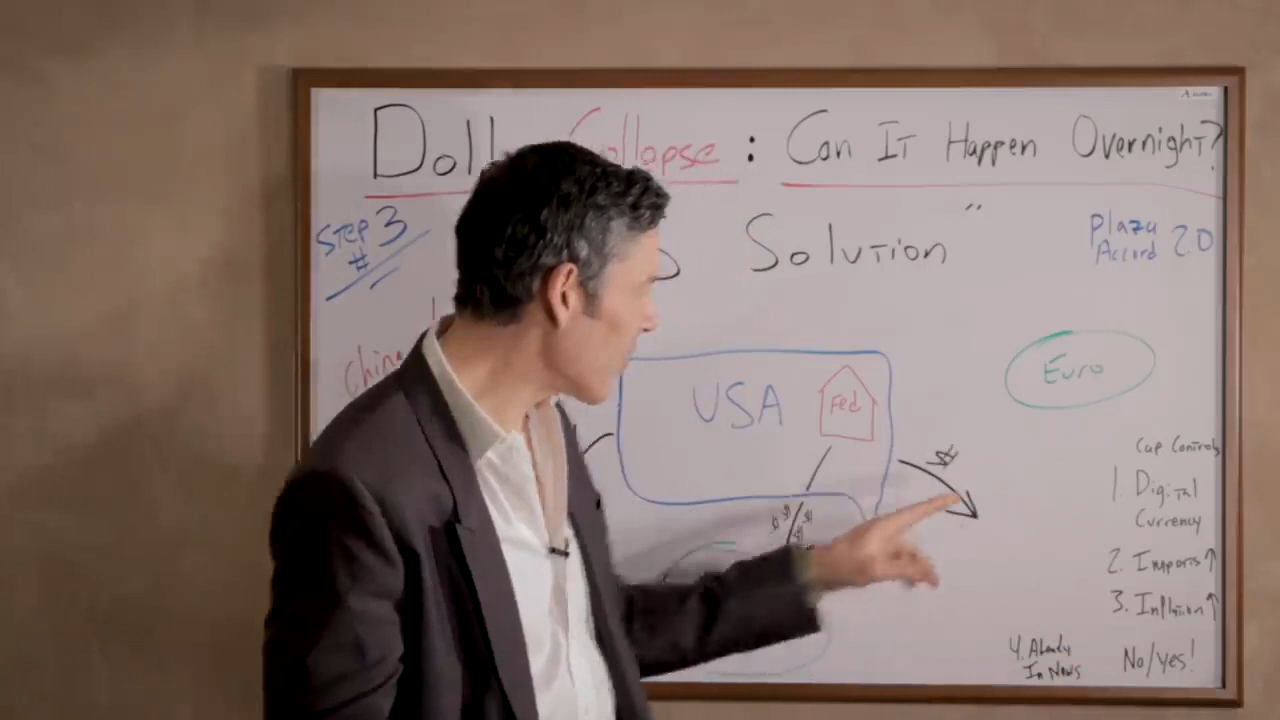 Doll Collapse : Can It Happen Overnight?
Step
# 3
Solution
Plaza
Accord 2.0
China
USA
Fed
Euro
$
$ $
$
Cap Controls
1. Digital
Currency
2. Imports ↑
3. Inflation ↑
4. Already
In News
No/yes!